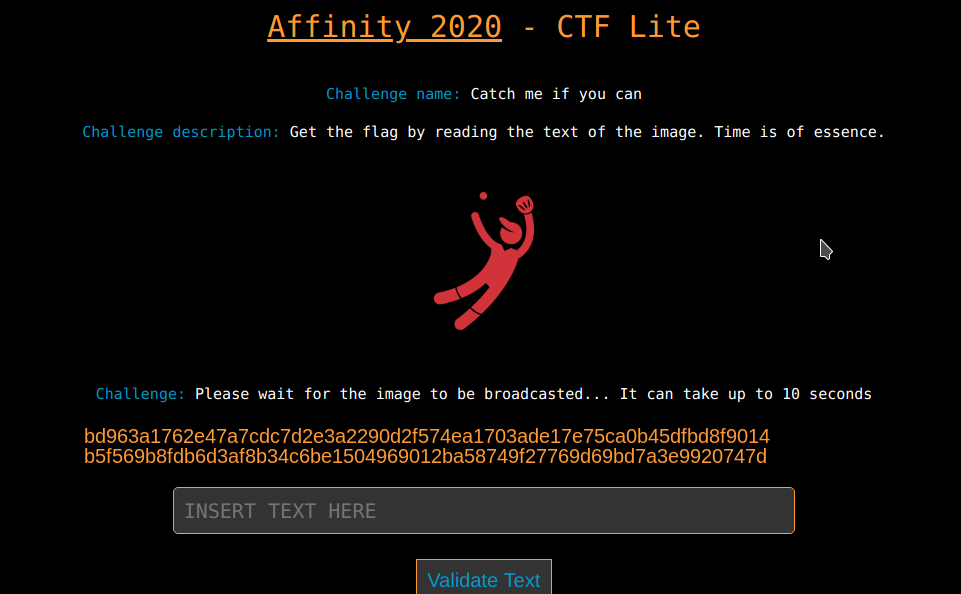 Affinity 2020 - CTF Lite
Challenge name: Catch me if you can
Challenge description: Get the flag by reading the text of the image. Time is of essence.
Challenge: Please wait for the image to be broadcasted... It can take up to 10 seconds
bd963a1762e47a7cdc7d2e3a2290d2f574ea1703ade17e75ca0b45dfbd8f9014
b5f569b8fdb6d3af8b34c6be1504969012ba58749f27769d69bd7a3e9920747d
INSERT TEXT HERE
Validate Text